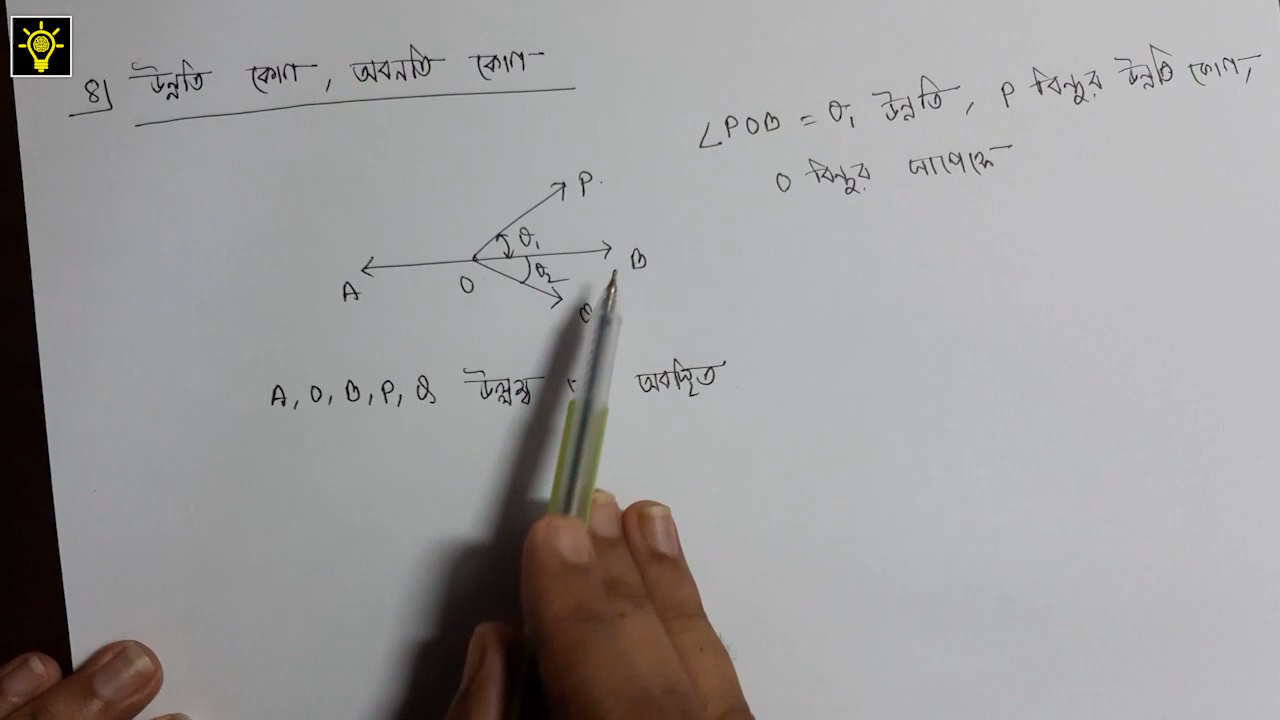 ৪) উন্নতি কোণ, অবনতি কোণ
∠POB = θ₁ উন্নতি, P বিন্দুর উন্নতি কোণ,
O বিন্দুর সাপেক্ষে
P
θ₁
B
θ₂
O
A
A, O, B, P, Q উল্লম্ব অবস্থিত